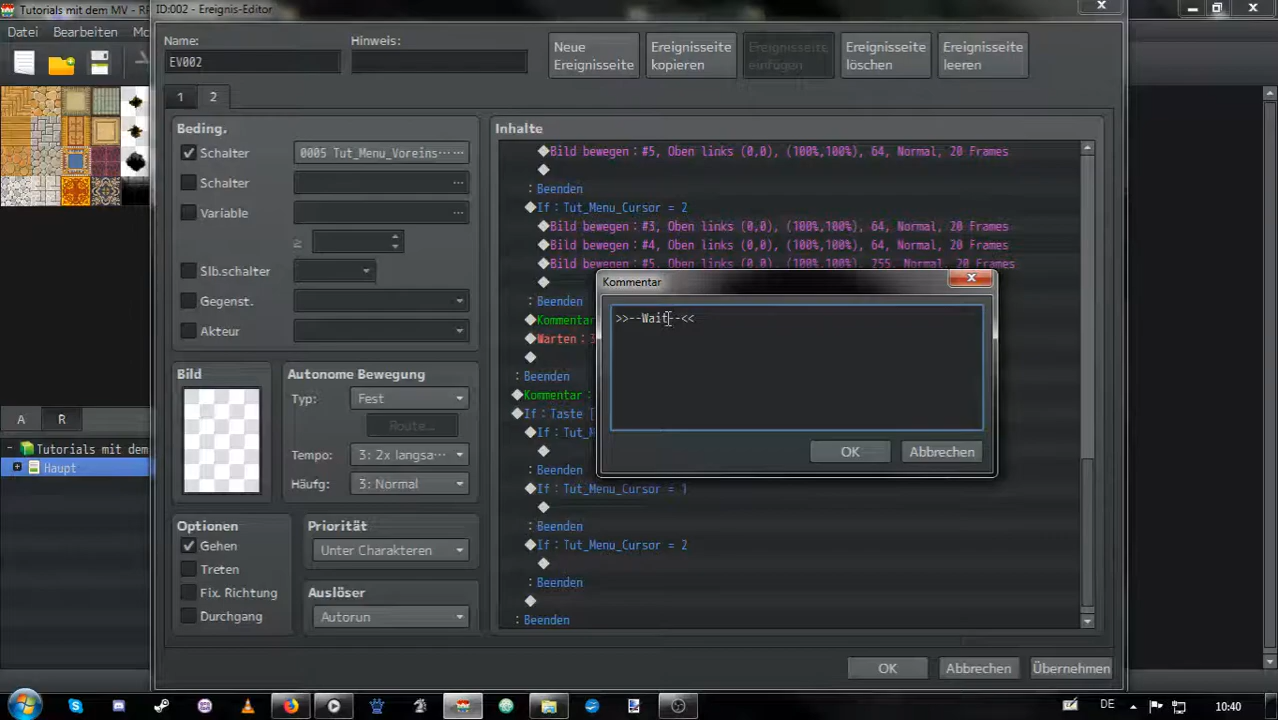 Tutorials mit dem MV - RP
ID:002 - Ereignis-Editor
Datei Bearbeiten
Name:
Hinweis:
EV002
Neue Ereignisseite
Ereignisseite kopieren
Ereignisseite einfügen
Ereignisseite löschen
Ereignisseite leeren
1 2
Beding.
Schalter 0005 Tut_Menu_Voreins··· ···
Schalter ···
Variable ···
≥
Slb.schalter
Gegenst.
Akteur
Bild
Autonome Bewegung
Typ: Fest
Route...
Tempo: 3: 2x langsa···
Häufg: 3: Normal
Optionen
Gehen
Treten
Fix. Richtung
Durchgang
Priorität
Unter Charakteren
Auslöser
Autorun
Inhalte
◆Bild bewegen：#5, Oben links (0,0), (100%,100%), 64, Normal, 20 Frames
◆
：Beenden
◆If：Tut_Menu_Cursor = 2
◆Bild bewegen：#3, Oben links (0,0), (100%,100%), 64, Normal, 20 Frames
◆Bild bewegen：#4, Oben links (0,0), (100%,100%), 64, Normal, 20 Frames
◆Bild bewegen：#5, Oben links (0,0), (100%,100%), 255, Normal, 20 Frames
◆
：Beenden
◆Kommentar
◆Warten：
◆
：Beenden
◆Kommentar：
◆If：Taste [
◆If：Tut_M
◆
：Beenden
◆If：Tut_Menu_Cursor = 1
◆
：Beenden
◆If：Tut_Menu_Cursor = 2
◆
：Beenden
◆
：Beenden
Kommentar
>>--Wait--<<
OK Abbrechen
A R
Tutorials mit dem
Haupt
OK Abbrechen Übernehmen
DE 10:40